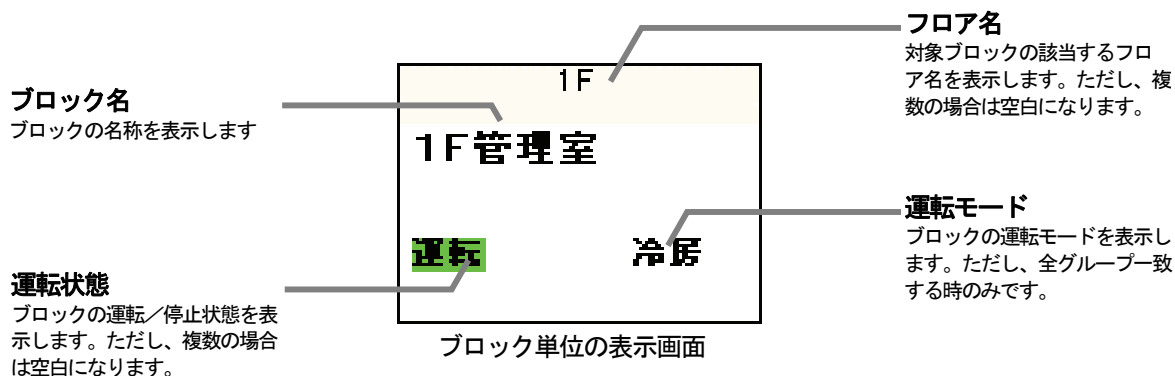 フロア名
対象ブロックの該当するフロ
ア名を表示します。ただし、複
数の場合は空白になります。
1F
ブロック名
ブロックの名称を表示します
1F管理室
運転モード
ブロックの運転モードを表示し
ます。ただし、全グループ一致
する時のみです。
運転
冷房
運転状態
ブロックの運転／停止状態を表
示します。ただし、複数の場合
は空白になります。
ブロック単位の表示画面